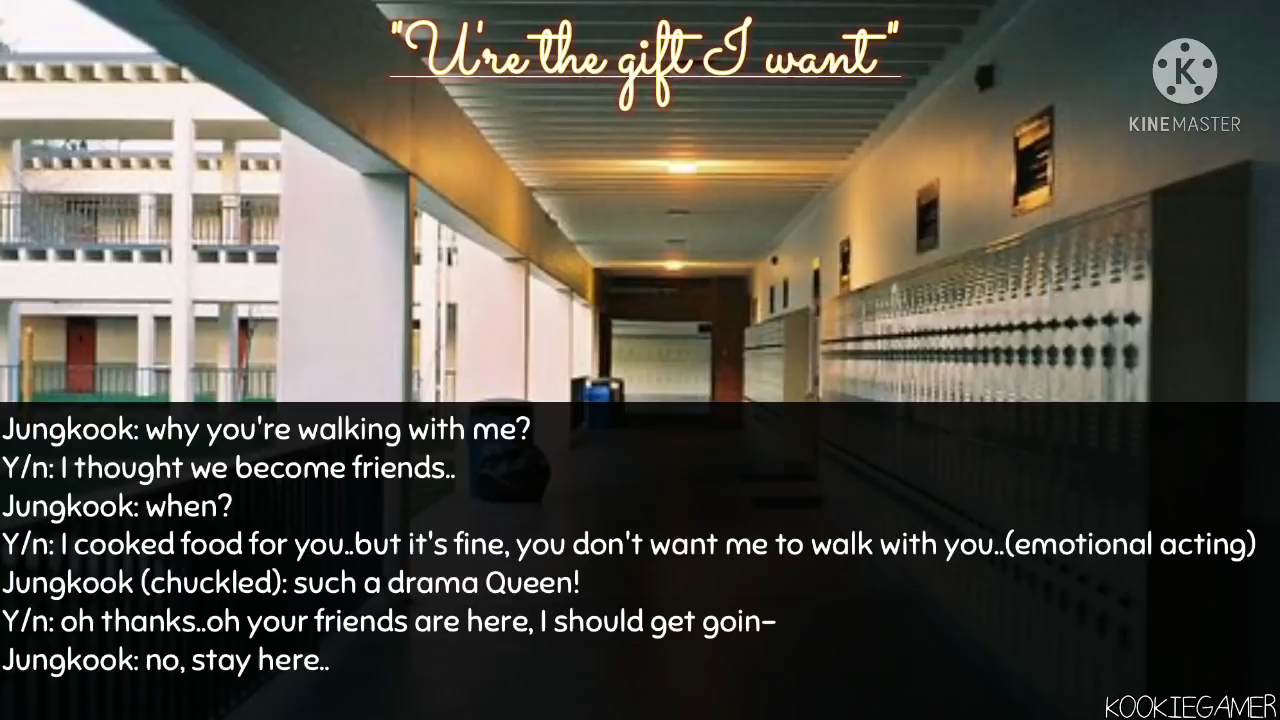 "U're the gift I want"
K
KINEMASTER
Jungkook: why you're walking with me?
Y/n: I thought we become friends..
Jungkook: when?
Y/n: I cooked food for you..but it's fine, you don't want me to walk with you..(emotional acting)
Jungkook (chuckled): such a drama Queen!
Y/n: oh thanks..oh your friends are here, I should get goin-
Jungkook: no, stay here..
KOOKIEGAMER